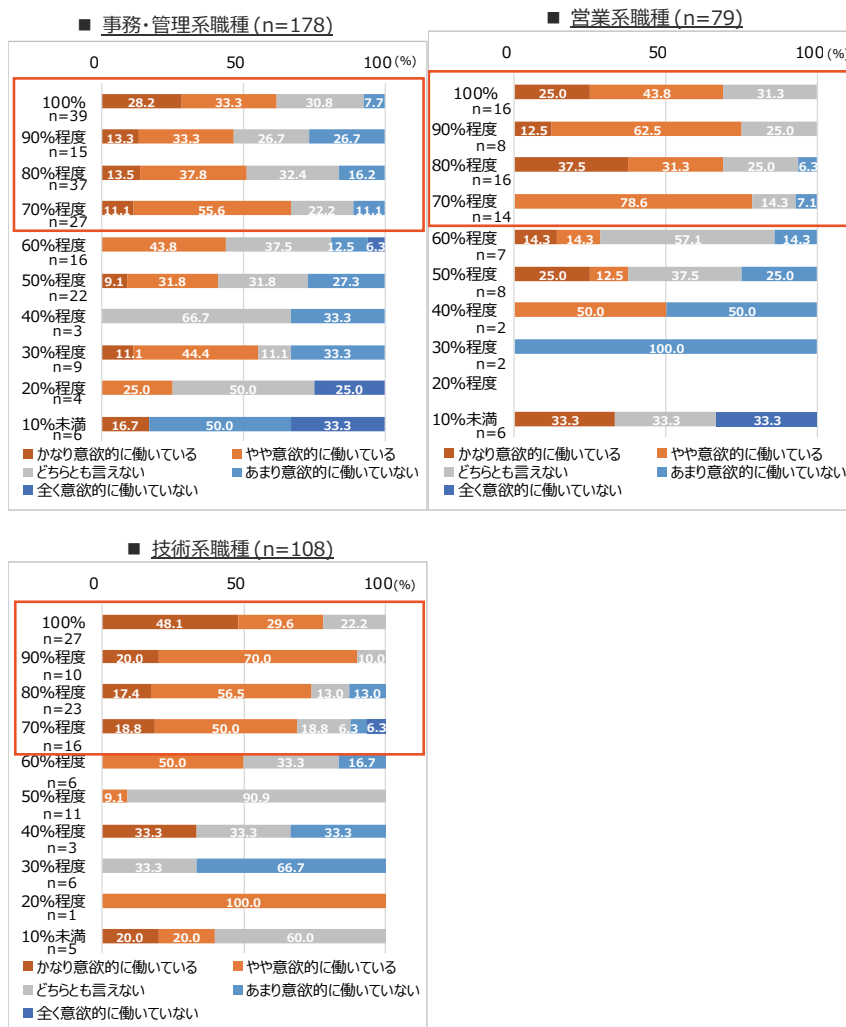 ■ 事務・管理系職種(n=178)
0 50 100(%)
100% 28.2 33.3 30.8 7.7
n=39
90%程度 13.3 33.3 26.7 26.7
n=15
80%程度 13.5 37.8 32.4 16.2
n=37
70%程度 11.1 55.6 22.2 11.1
n=27
60%程度 43.8 37.5 12.5 6.3
n=16
50%程度 9.1 31.8 31.8 27.3
n=22
40%程度 66.7 33.3
n=3
30%程度 11.1 44.4 11.1 33.3
n=9
20%程度 25.0 50.0 25.0
n=4
10%未満 16.7 50.0 33.3
n=6
■かなり意欲的に働いている ■やや意欲的に働いている
■どちらとも言えない ■あまり意欲的に働いていない
■全く意欲的に働いていない
■ 営業系職種(n=79)
0 50 100(%)
100% 25.0 43.8 31.3
n=16
90%程度 12.5 62.5 25.0
n=8
80%程度 37.5 31.3 25.0 6.3
n=16
70%程度 78.6 14.3 7.1
n=14
60%程度 14.3 14.3 57.1 14.3
n=7
50%程度 25.0 12.5 37.5 25.0
n=8
40%程度 50.0 50.0
n=2
30%程度 100.0
n=2
20%程度
10%未満 33.3 33.3 33.3
n=6
■かなり意欲的に働いている ■やや意欲的に働いている
■どちらとも言えない ■あまり意欲的に働いていない
■全く意欲的に働いていない
■ 技術系職種(n=108)
0 50 100(%)
100% 48.1 29.6 22.2
n=27
90%程度 20.0 70.0 10.0
n=10
80%程度 17.4 56.5 13.0 13.0
n=23
70%程度 18.8 50.0 18.8 6.3 6.3
n=16
60%程度 50.0 33.3 16.7
n=6
50%程度 9.1 90.9
n=11
40%程度 33.3 33.3 33.3
n=3
30%程度 33.3 66.7
n=6
20%程度 100.0
n=1
10%未満 20.0 20.0 60.0
n=5
■かなり意欲的に働いている ■やや意欲的に働いている
■どちらとも言えない ■あまり意欲的に働いていない
■全く意欲的に働いていない